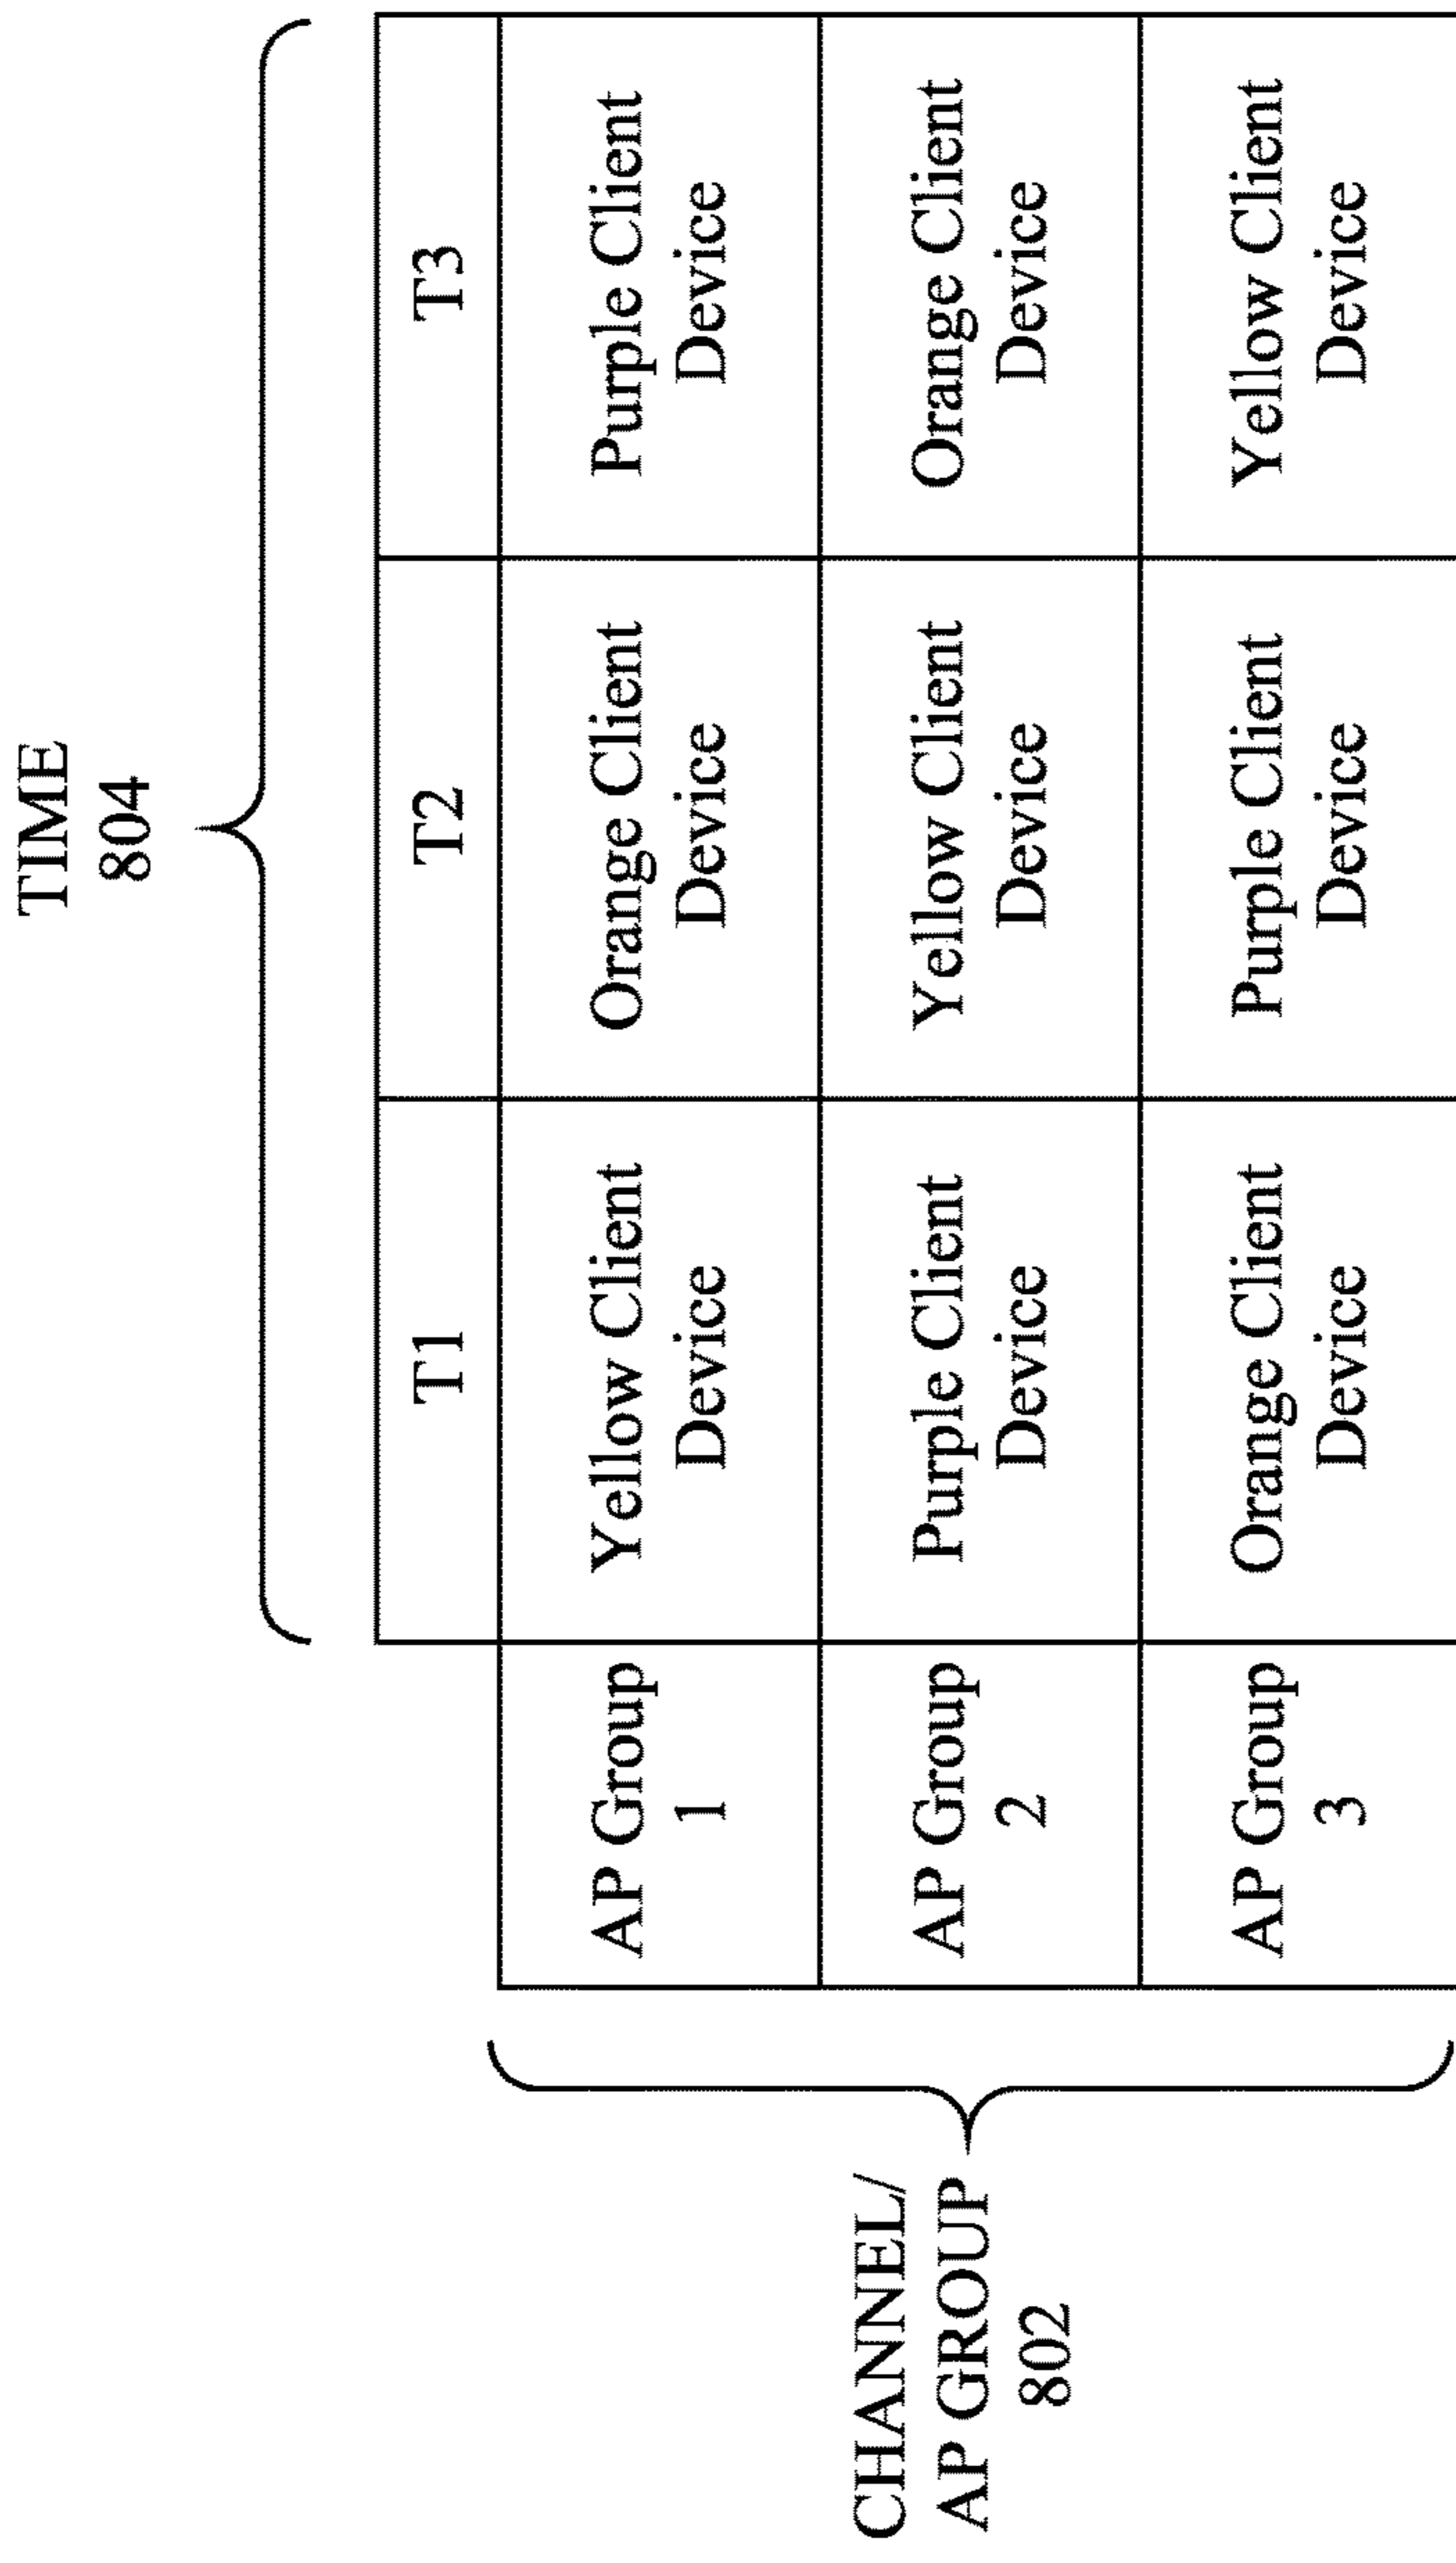 TIME
804
T1
T2
T3
AP Group
1
Yellow Client
Device
Orange Client
Device
Purple Client
Device
AP Group
2
Purple Client
Device
Yellow Client
Device
Orange Client
Device
AP Group
3
Orange Client
Device
Purple Client
Device
Yellow Client
Device
CHANNEL/
AP GROUP
802